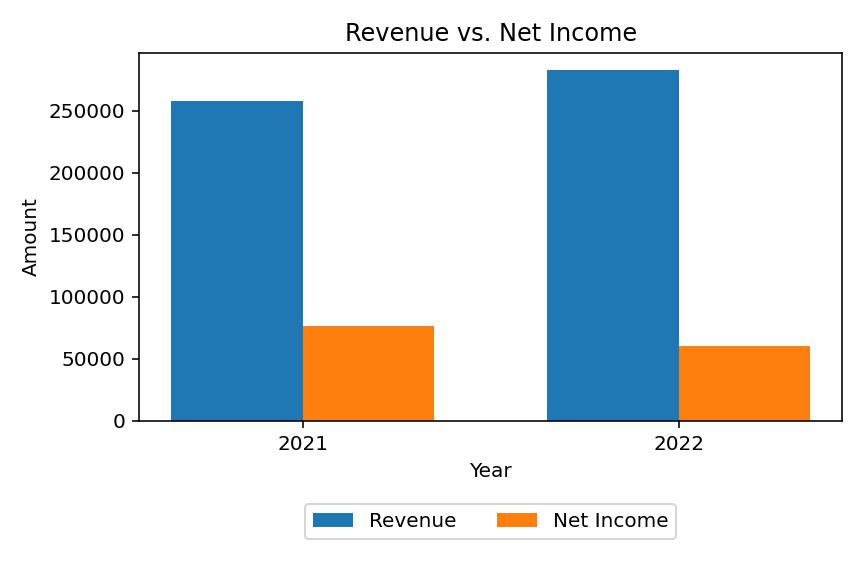 Revenue vs. Net Income
250000
200000
150000
100000
50000
0
Amount
2021 2022
Year
Revenue Net Income